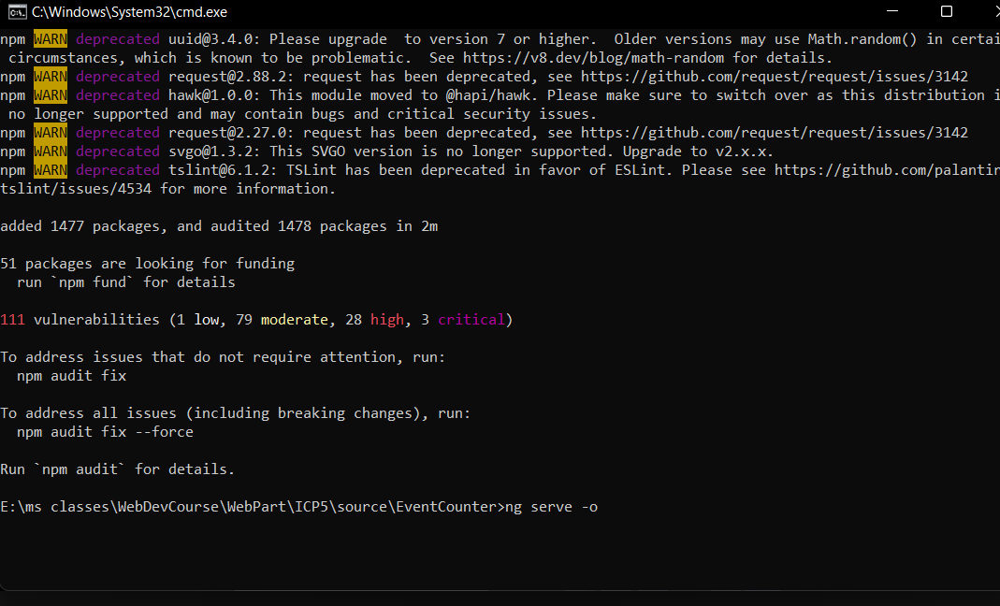 C:\Windows\System32\cmd.exe
npm WARN deprecated uuid@3.4.0: Please upgrade  to version 7 or higher.  Older versions may use Math.random() in certai
 circumstances, which is known to be problematic.  See https://v8.dev/blog/math-random for details.
npm WARN deprecated request@2.88.2: request has been deprecated, see https://github.com/request/request/issues/3142
npm WARN deprecated hawk@1.0.0: This module moved to @hapi/hawk. Please make sure to switch over as this distribution i
 no longer supported and may contain bugs and critical security issues.
npm WARN deprecated request@2.27.0: request has been deprecated, see https://github.com/request/request/issues/3142
npm WARN deprecated svgo@1.3.2: This SVGO version is no longer supported. Upgrade to v2.x.x.
npm WARN deprecated tslint@6.1.2: TSLint has been deprecated in favor of ESLint. Please see https://github.com/palantir
tslint/issues/4534 for more information.
added 1477 packages, and audited 1478 packages in 2m
51 packages are looking for funding
  run `npm fund` for details
111 vulnerabilities (1 low, 79 moderate, 28 high, 3 critical)
To address issues that do not require attention, run:
  npm audit fix
To address all issues (including breaking changes), run:
  npm audit fix --force
Run `npm audit` for details.
E:\ms classes\WebDevCourse\WebPart\ICP5\source\EventCounter>ng serve -o